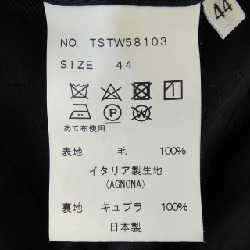 NO. TSTW58103
SIZE 44
44
P W
あて布使用
表地 毛 100%
イタリア製生地
(AGNONA)
裏地 キュプラ 100%
日本製